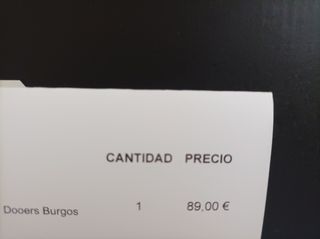 CANTIDAD PRECIO
Dooers Burgos 1 89,00 €